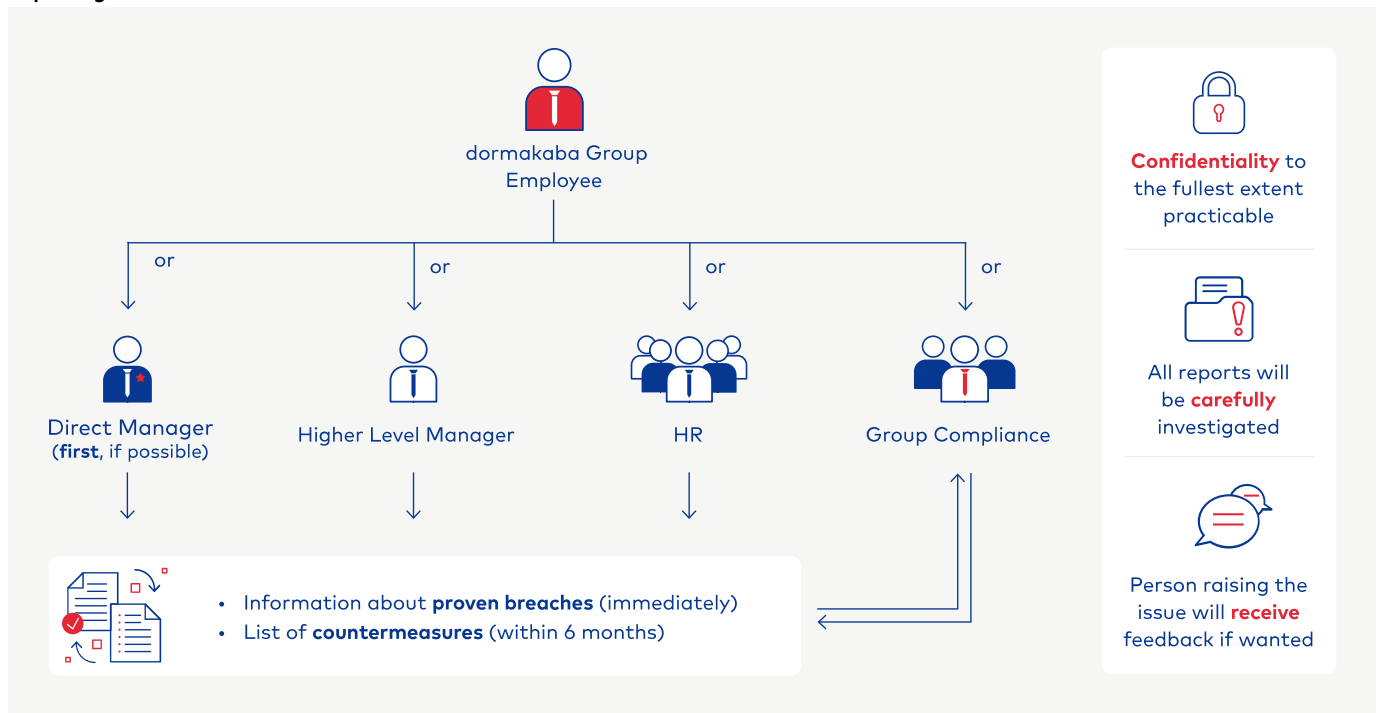 dormakaba Group
Employee
or
or
or
or
Direct Manager
(first, if possible)
Higher Level Manager
HR
Group Compliance
• Information about proven breaches (immediately)
• List of countermeasures (within 6 months)
Confidentiality to
the fullest extent
practicable
All reports will
be carefully
investigated
Person raising the
issue will receive
feedback if wanted